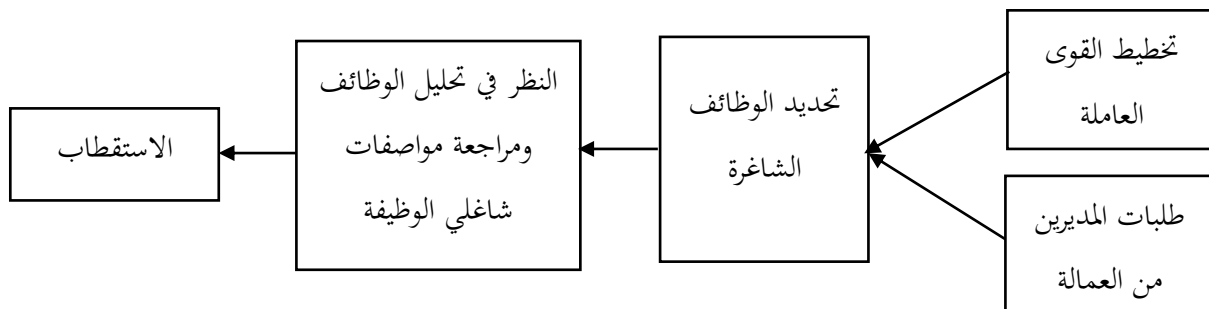 تخطيط القوى
العاملة
طلبات المديرين
من العمالة
تحديد الوظائف
الشاغرة
النظر في تحليل الوظائف
ومراجعة مواصفات
شاغلي الوظيفة
الاستقطاب